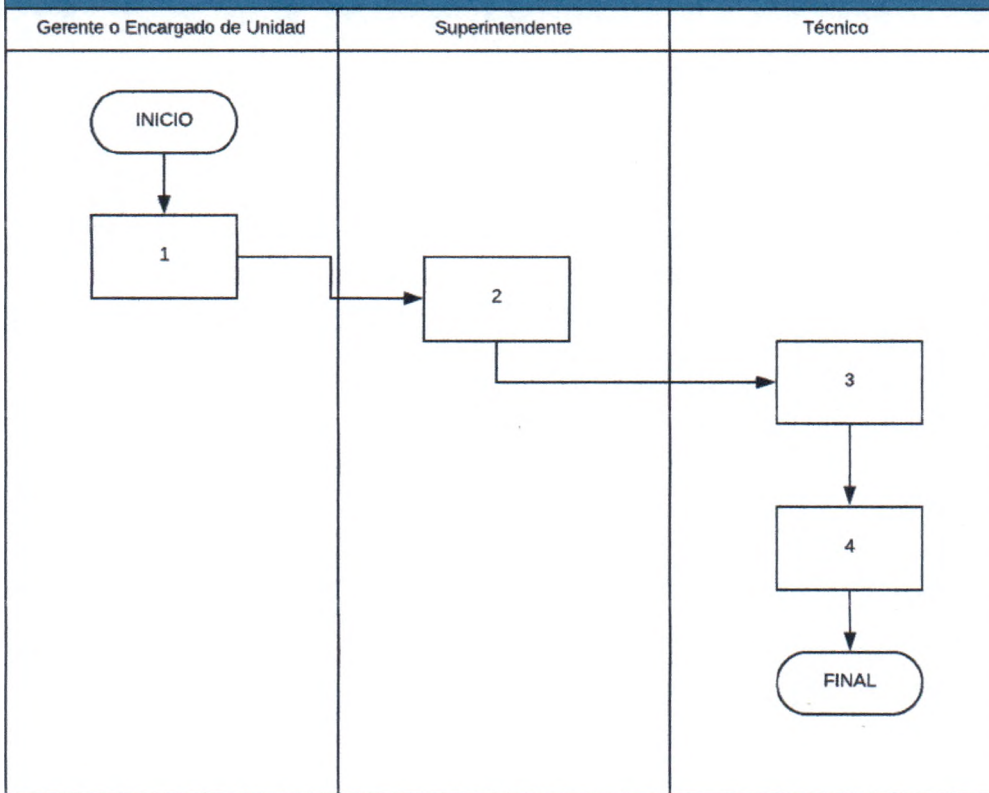 Gerente o Encargado de Unidad
Superintendente
Técnico
INICIO
1
2
3
4
FINAL